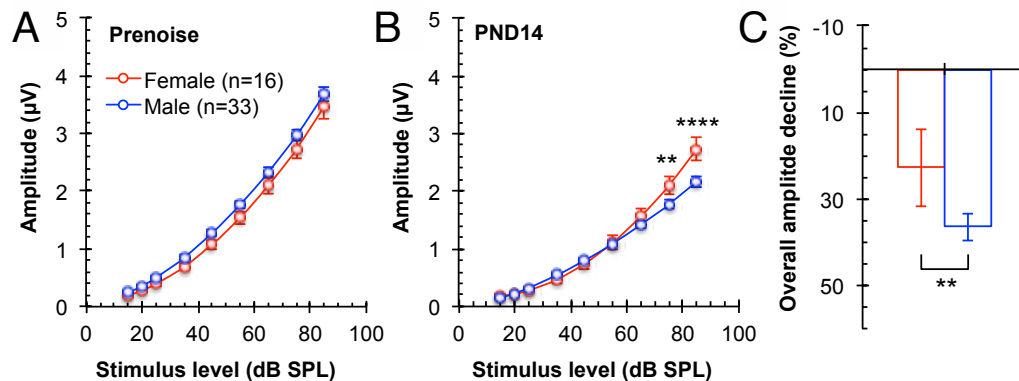 A
Prenoise
Female (n=16)
Male (n=33)
Amplitude (µV)
5
4
3
2
1
0
0 20 40 60 80 100
Stimulus level (dB SPL)
B
PND14
**
****
Amplitude (µV)
5
4
3
2
1
0
0 20 40 60 80 100
Stimulus level (dB SPL)
C
Overall amplitde decline (%)
-10
10
30
50
**